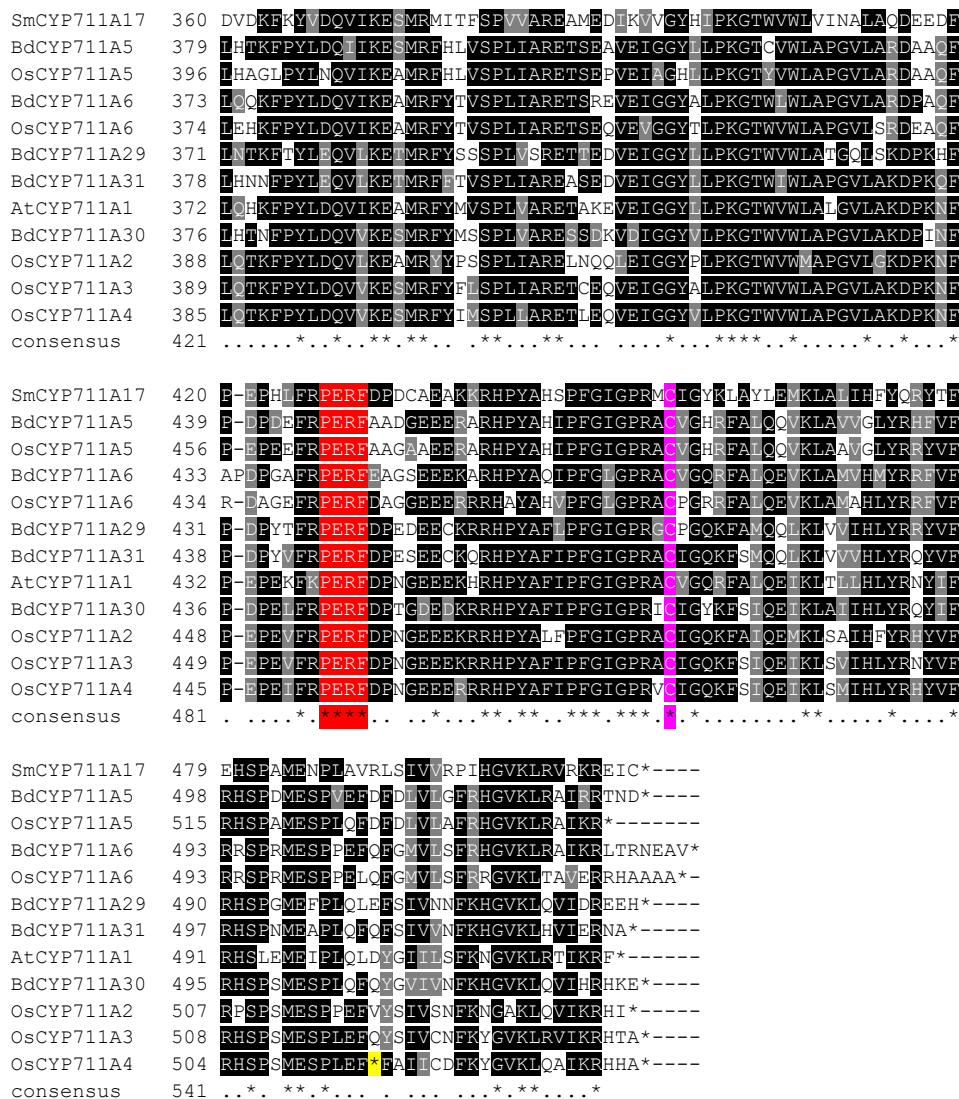 SmCYP711A17 360 DVDKFKYVDQVIKESMRMITFSPVVAREAMEDIKVVGYHIPKGTWVWLVINALAQDEEDF
BdCYP711A5 379 LHTKFPYLDQIIKESMRFHLVSPLIARETSEAVEIGGYLLPKGTCVWLAPGVLARDAAQF
OsCYP711A5 396 LHAGLPYLNQVIKEAMRFHLVSPLIARETSEPVEIAGHLLPKGTYVWLAPGVLARDAAQF
BdCYP711A6 373 LQQKFPYLDQVIKEAMRFYTVSPLIARETSREVEIGGYALPKGTWLWLAPGVLARDPAQF
OsCYP711A6 374 LEHKFPYLDQVIKEAMRFYTVSPLIARETSEQVEVGGYTLPKGTWVWLAPGVLSRDEAQF
BdCYP711A29 371 LNTKFTYLEQVLKETMRFYSSSPLVSRETTEDVEIGGYLLPKGTWVWLATGQLSKDPKHF
BdCYP711A31 378 LHNNFPYLEQVLKETMRFFTVSPLIAREASEDVEIGGYLLPKGTWIWLAPGVLAKDPKQF
AtCYP711A1 372 LQHKFPYLDQVIKEAMRFYMVSPLVARETAKEVEIGGYLLPKGTWVWLALGVLAKDPKNF
BdCYP711A30 376 LHTNFPYLDQVVKESMRFYMSSPLVARESSDKVDIGGYVLPKGTWVWLAPGVLAKDPINF
OsCYP711A2 388 LQTKFPYLDQVVKEAMRYYPSSPLIARELNQQLEIGGYPLPKGTWVWMAPGVLGKDPKNF
OsCYP711A3 389 LQTKFPYLDQVVKESMRFYFLSPLIARETCEQVEIGGYALPKGTWVWLAPGVLAKDPKNF
OsCYP711A4 385 LQTKFPYLDQVVKESMRFYIMSPLLARETLEQVEIGGYVLPKGTWVWLAPGVLAKDPKNF
consensus 421 ......*..*..**.**.. ..**..**.. .....*..****.**.....*...*...*
SmCYP711A17 420 P-EPHLFRPERFDPDCAEAKKRHPYAHSPFGIGPRMCIGYKLAYLEMKLALIHFYQRYTF
BdCYP711A5 439 P-DPDEFRPERFAADGEEERARHPYAHIPFGIGPRACVGHRFALQQVKLAVVGLYRHFVF
OsCYP711A5 456 P-EPEEFRPERFAAGAAEERARHPYAHIPFGIGPRACVGHRFALQQVKLAAVGLYRRYVF
BdCYP711A6 433 APDPGAFRPERFEAGSEEEKARHPYAQIPFGLGPRACVGQRFALQEVKLAMVHMYRRFVF
OsCYP711A6 434 R-DAGEFRPERFDAGGEEERRRHAYAHVPFGLGPRACPGRRFALQEVKLAMAHLYRRFVF
BdCYP711A29 431 P-DPYTFRPERFDPEDEECKRRHPYAFLPFGIGPRGCPGQKFAMQQLKLVVIHLYRRYVF
BdCYP711A31 438 P-DPYVFRPERFDPESEECKQRHPYAFIPFGIGPRACIGQKFSMQQLKLVVVHLYRQYVF
AtCYP711A1 432 P-EPEKFKPERFDPNGEEEKHRHPYAFIPFGIGPRACVGQRFALQEIKLTLLHLYRNYIF
BdCYP711A30 436 P-DPELFRPERFDPTGDEDKRRHPYAFIPFGIGPRICIGYKFSIQEIKLAIIHLYRQYIF
OsCYP711A2 448 P-EPEVFRPERFDPNGEEEKRRHPYALFPFGIGPRACIGQKFAIQEMKLSAIHFYRHYVF
OsCYP711A3 449 P-EPEVFRPERFDPNGEEEKRRHPYAFIPFGIGPRACIGQKFSIQEIKLSVIHLYRNYVF
OsCYP711A4 445 P-EPEIFRPERFDPNGEEERRRHPYAFIPFGIGPRVCIGQKFSIQEIKLSMIHLYRHYVF
consensus 481 . ....*.****.. ..*...**.**..***.***.*.*........**....*....*
SmCYP711A17 479 EHSPAMENPLAVRLSIVVRPIHGVKLRVRKREIC*----
BdCYP711A5 498 RHSPDMESPVEFDFDLVLGFRHGVKLRAIRRTND*----
OsCYP711A5 515 RHSPAMESPLQFDFDLVLAFRHGVKLRAIKR*-------
BdCYP711A6 493 RRSPRMESPPEFQFGMVLSFRHGVKLRAIKRLTRNEAV*
OsCYP711A6 493 RRSPRMESPPELQFGMVLSFRRGVKLTAVERRHAAAA*-
BdCYP711A29 490 RHSPGMEFPLQLEFSIVNNFKHGVKLQVIDREEH*----
BdCYP711A31 497 RHSPNMEAPLQFQFSIVVNFKHGVKLHVIERNA*-----
AtCYP711A1 491 RHSLEMEIPLQLDYGIILSFKNGVKLRTIKRF*------
BdCYP711A30 495 RHSPSMESPLQFQYGVIVNFKHGVKLQVIHRHKE*----
OsCYP711A2 507 RPSPSMESPPEFVYSIVSNFKNGAKLQVIKRHI*-----
OsCYP711A3 508 RHSPSMESPLEFQYSIVCNFKYGVKLRVIKRHTA*----
OsCYP711A4 504 RHSPSMESPLEF*FAIICDFKYGVKLQAIKRHHA*----
consensus 541 ..*. **.*... . ... ...*.**....*